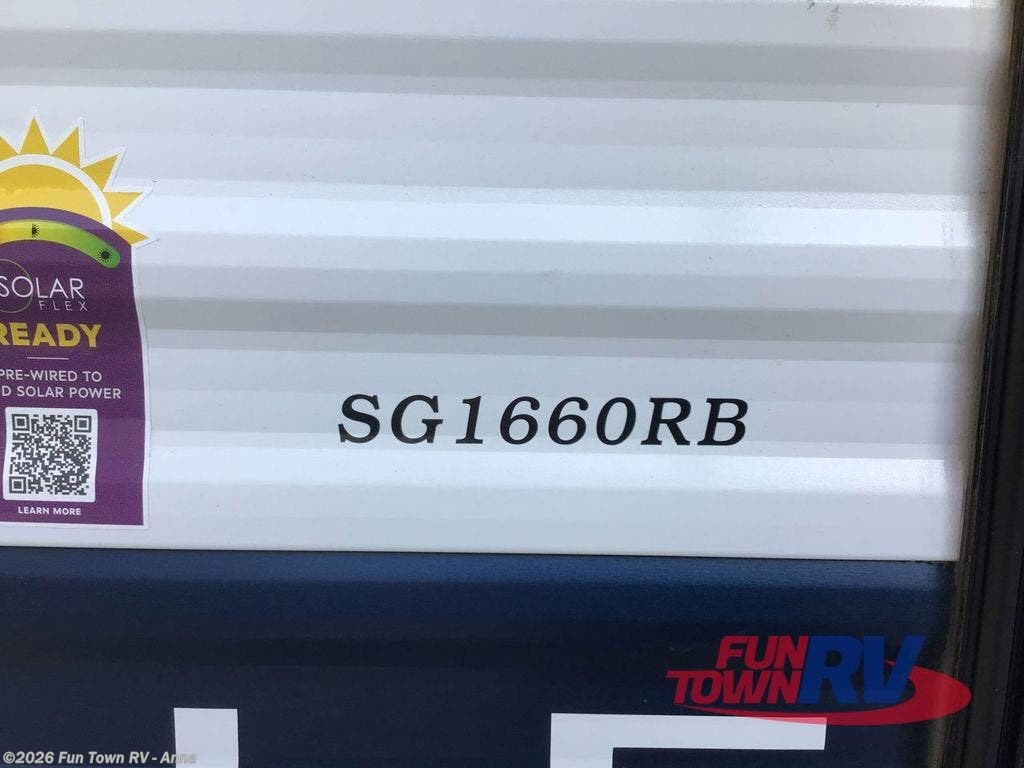 SOLAR
FLEX
READY
PRE-WIRED TO
D SOLAR POWER
LEARN MORE
SG1660RB
FUN
TOWN RV
©2026 Fun Town RV - Anna